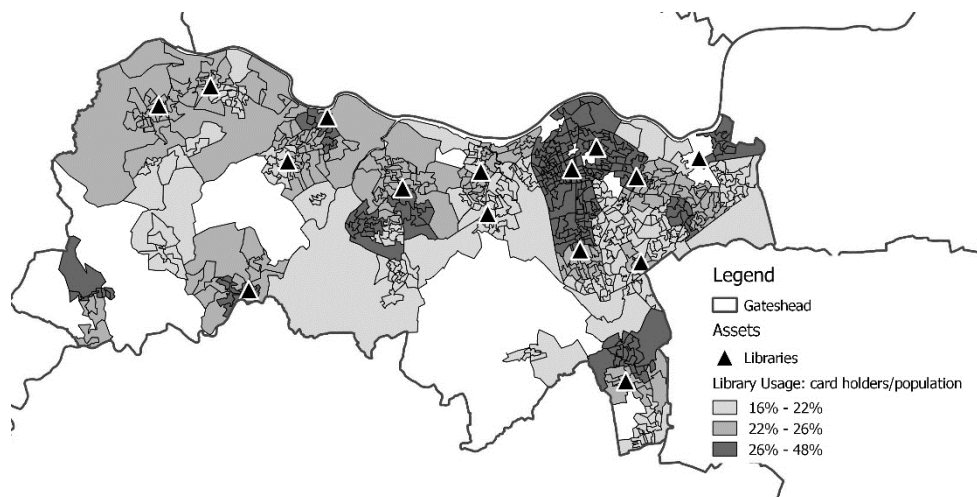 Legend
Gateshead
Assets
Libraries
Library Usage: card holders/population
16% - 22%
22% - 26%
26% - 48%